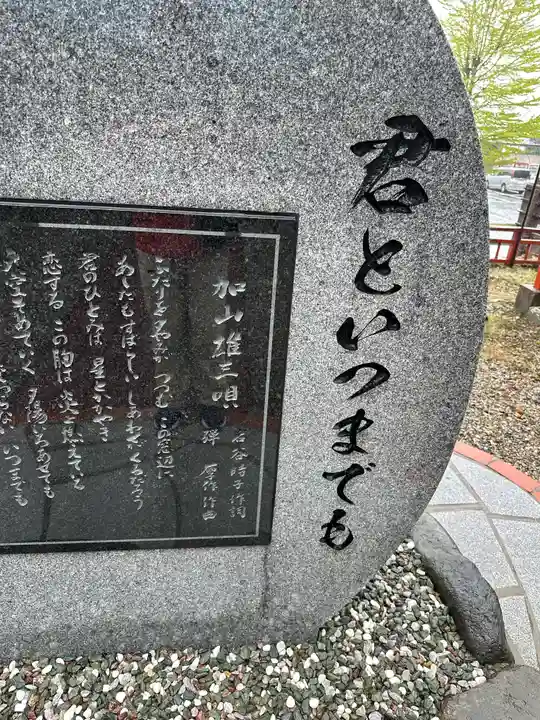 君といつまでも
加山雄三唄
岩谷時子作詞
弾 厚作作曲
ふたりを夕やみが つつむ この窓辺に
あしたもすばらしい しあわせがくるだろう
君のひとみは 星とかがやき
恋する この胸は 炎と燃えている
大空そめていく 夕陽いろあせても
いつまでも